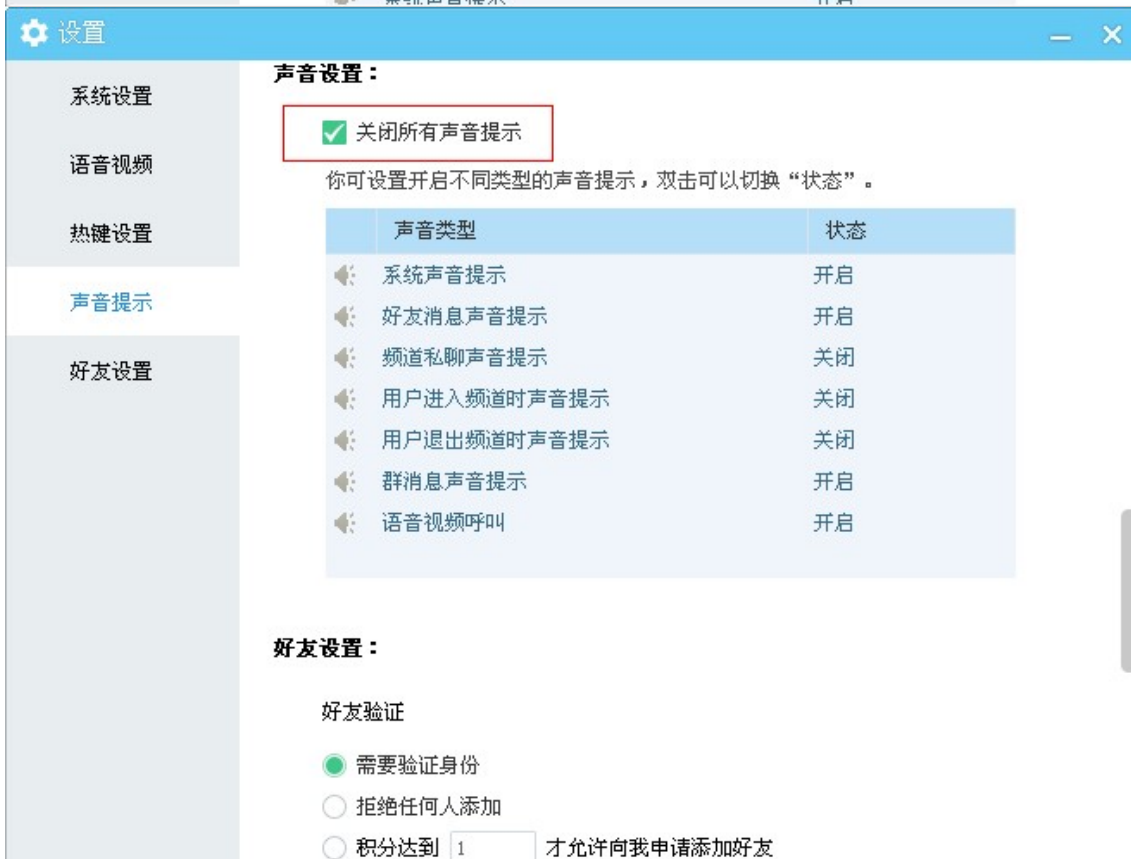 设置
系统设置
语音视频
热键设置
声音提示
好友设置
声音设置：
关闭所有声音提示
你可设置开启不同类型的声音提示，双击可以切换“状态”。
声音类型 状态
系统声音提示 开启
好友消息声音提示 开启
频道私聊声音提示 关闭
用户进入频道时声音提示 关闭
用户退出频道时声音提示 关闭
群消息声音提示 开启
语音视频呼叫 开启
好友设置：
好友验证
需要验证身份
拒绝任何人添加
积分达到 1 才允许向我申请添加好友